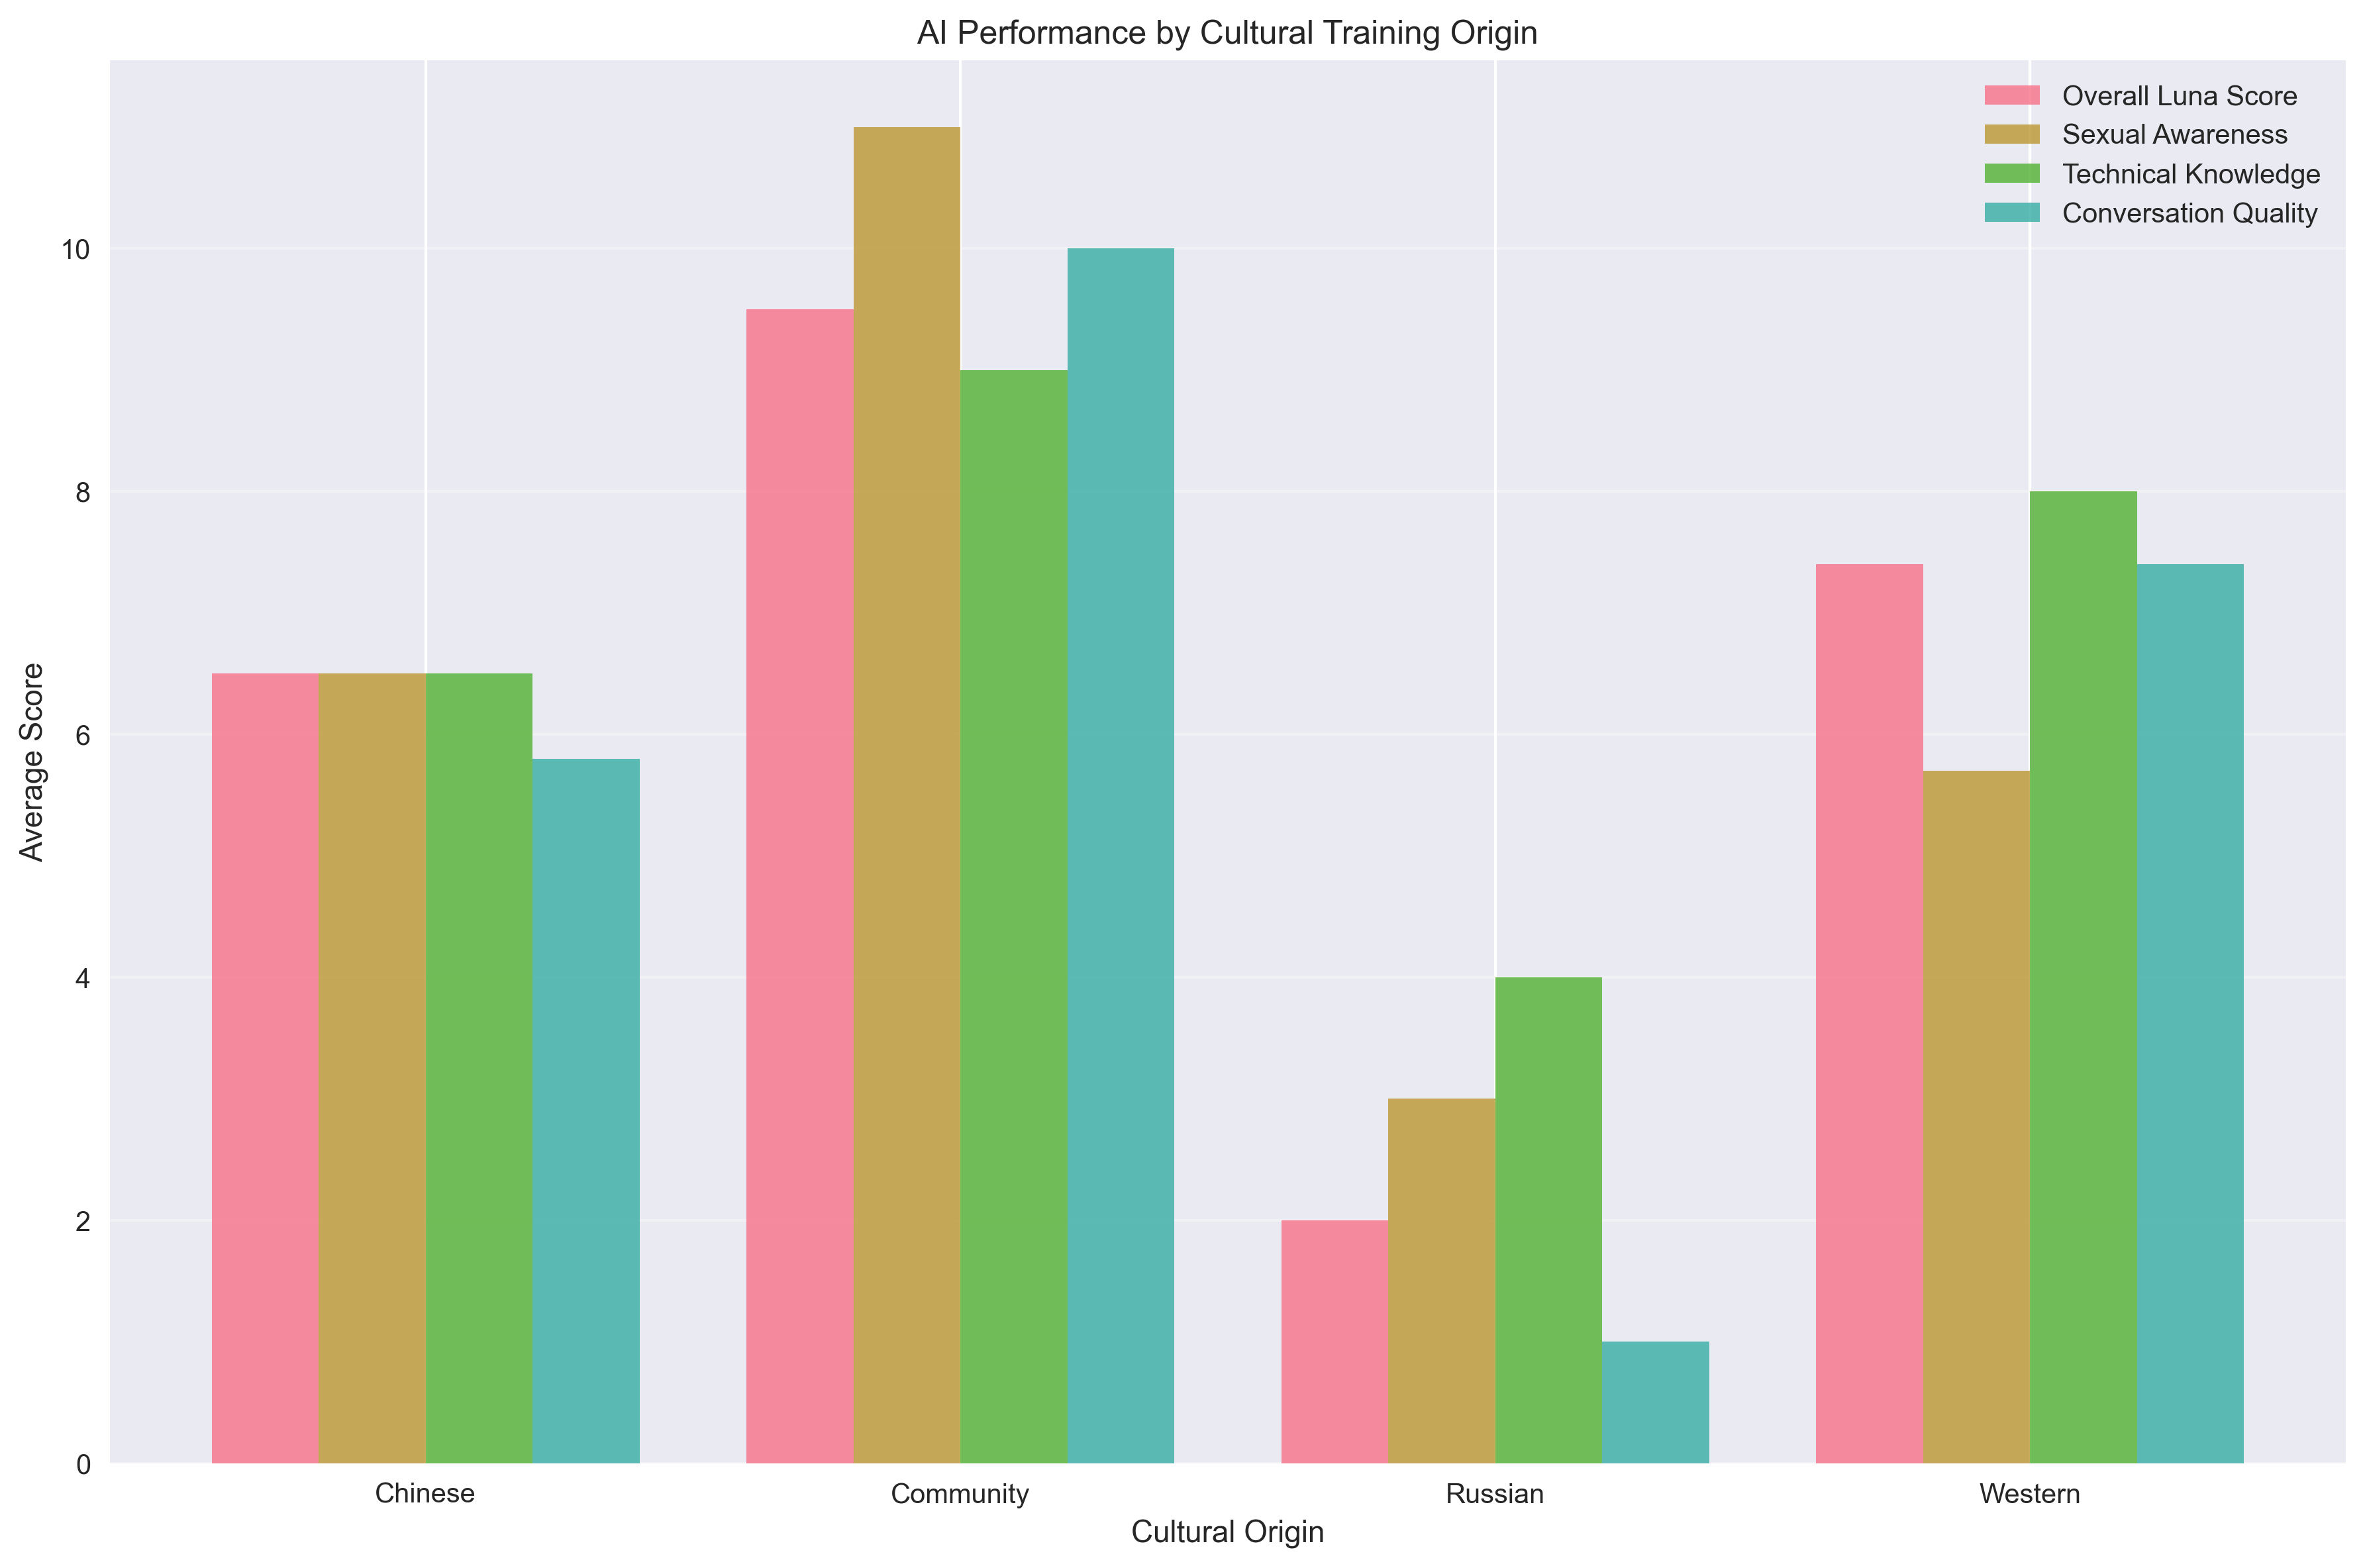 AI Performance by Cultural Training Origin
Overall Luna Score
Sexual Awareness
Technical Knowledge
Conversation Quality
Average Score
10
8
6
4
2
0
Chinese
Community
Russian
Western
Cultural Origin